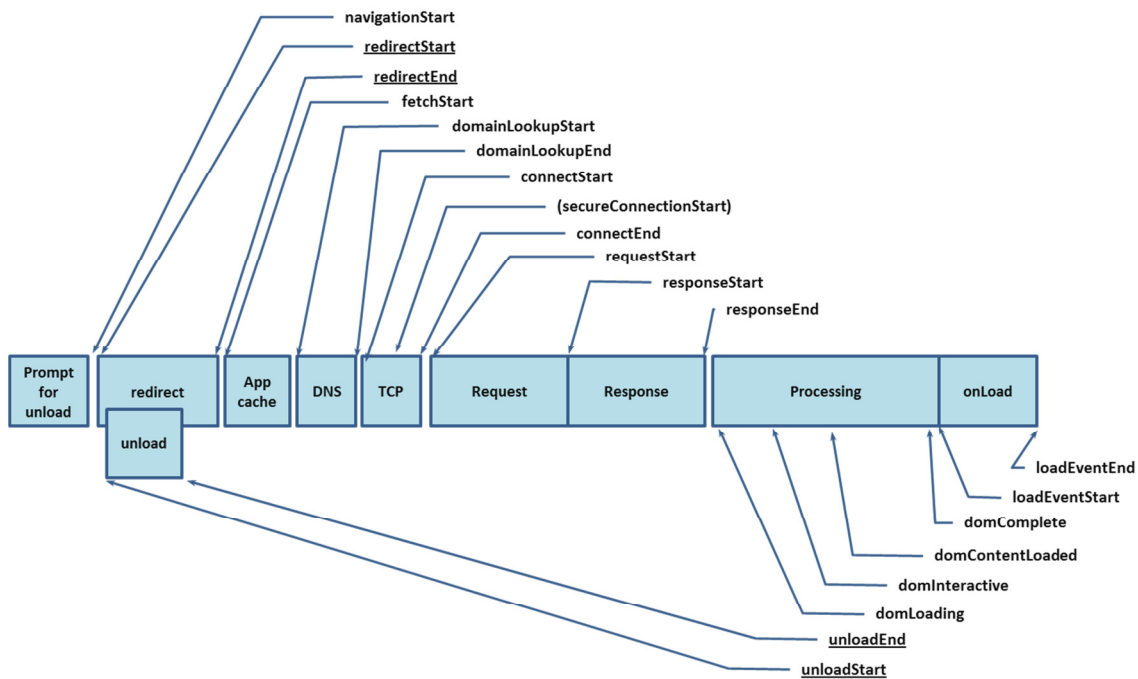 navigationStart
redirectStart
redirectEnd
fetchStart
domainLookupStart
domainLookupEnd
connectStart
(secureConnectionStart)
connectEnd
requestStart
responseStart
responseEnd
Prompt
for
unload
redirect
App
cache
DNS
TCP
Request
Response
Processing
onLoad
unload
loadEventEnd
loadEventStart
domComplete
domContentLoaded
domInteractive
domLoading
unloadEnd
unloadStart